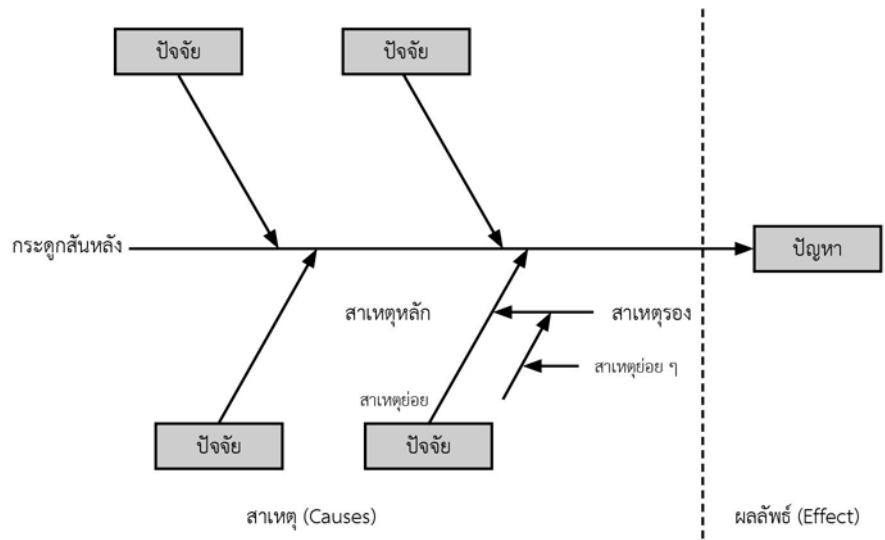 ปัจจัย
ปัจจัย
กระดูกสันหลัง
ปัญหา
สาเหตุหลัก
สาเหตุรอง
สาเหตุย่อย ๆ
สาเหตุย่อย
ปัจจัย
ปัจจัย
สาเหตุ (Causes)
ผลลัพธ์ (Effect)